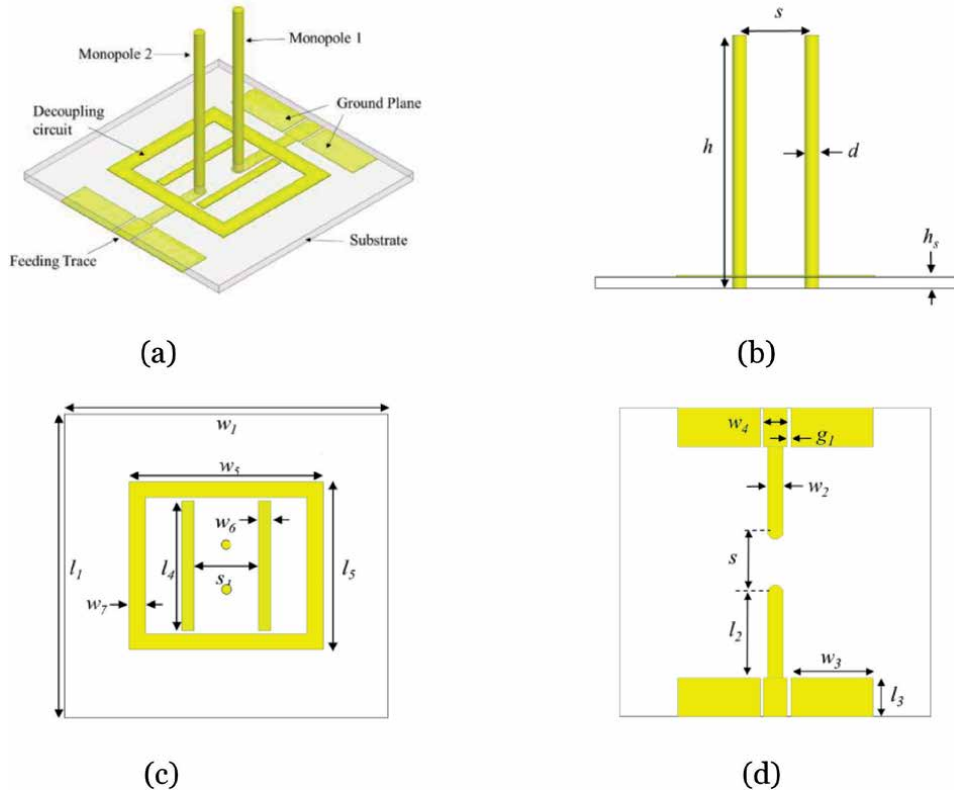 Monopole 1
Monopole 2
Decoupling
circuit
Ground Plane
Substrate
Feeding Trace
(a)
s
h
d
hₛ
(b)
w₁
w₅
w₆
l₁
l₄
s₁
l₅
w₇
(c)
w₄
g₁
w₂
s
l₂
w₃
l₃
(d)